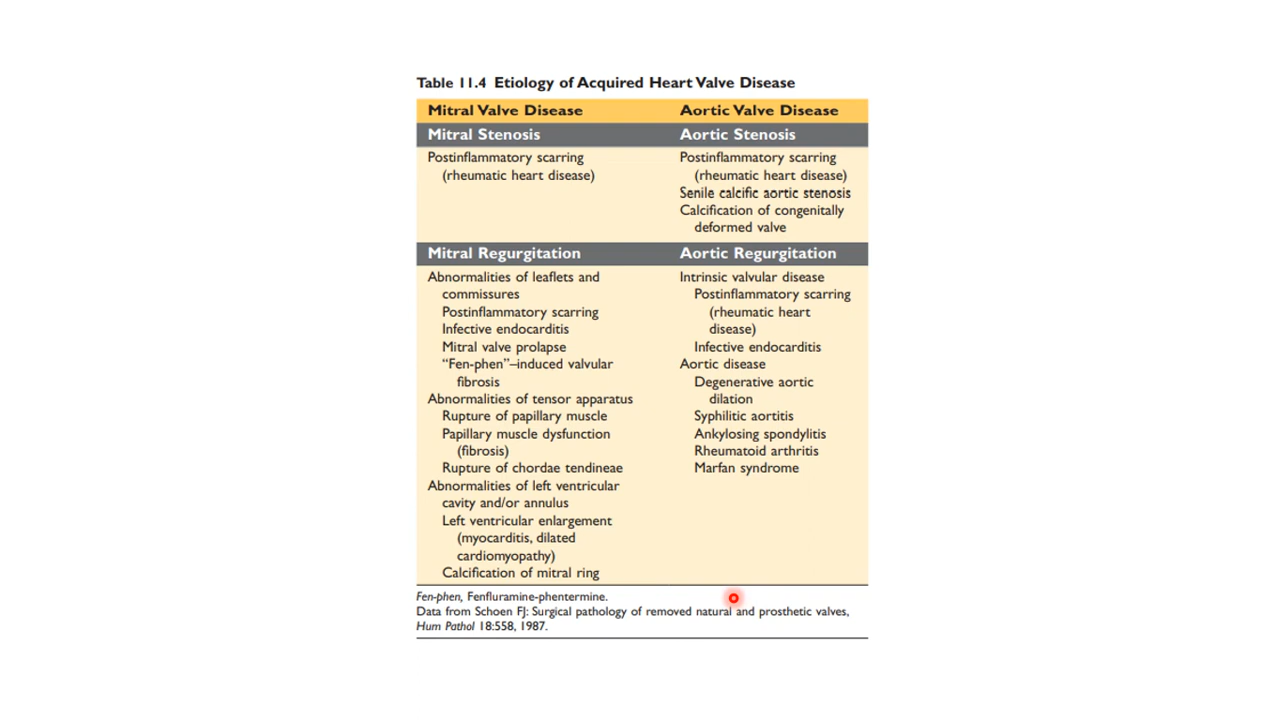 Table 11.4 Etiology of Acquired Heart Valve Disease
Mitral Valve Disease
Aortic Valve Disease
Mitral Stenosis
Aortic Stenosis
Postinflammatory scarring
(rheumatic heart disease)
Postinflammatory scarring
(rheumatic heart disease)
Senile calcific aortic stenosis
Calcification of congenitally
deformed valve
Mitral Regurgitation
Aortic Regurgitation
Abnormalities of leaflets and
commissures
Postinflammatory scarring
Infective endocarditis
Mitral valve prolapse
“Fen-phen”–induced valvular
fibrosis
Abnormalities of tensor apparatus
Rupture of papillary muscle
Papillary muscle dysfunction
(fibrosis)
Rupture of chordae tendineae
Abnormalities of left ventricular
cavity and/or annulus
Left ventricular enlargement
(myocarditis, dilated
cardiomyopathy)
Calcification of mitral ring
Intrinsic valvular disease
Postinflammatory scarring
(rheumatic heart
disease)
Infective endocarditis
Aortic disease
Degenerative aortic
dilation
Syphilitic aortitis
Ankylosing spondylitis
Rheumatoid arthritis
Marfan syndrome
Fen-phen, Fenfluramine-phentermine.
Data from Schoen FJ: Surgical pathology of removed natural and prosthetic valves,
Hum Pathol 18:558, 1987.